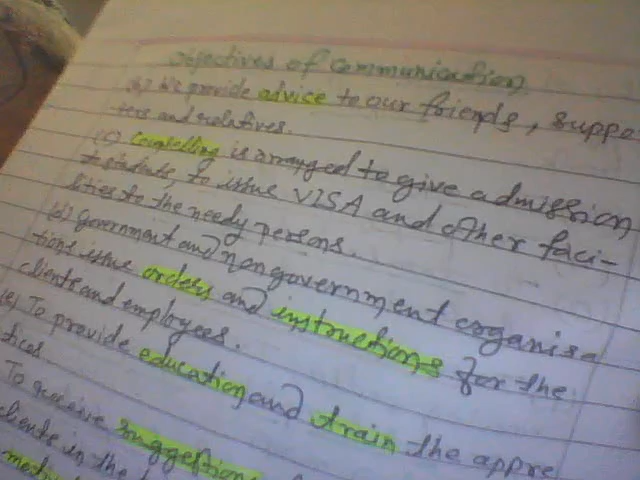 Objectives of Communication
(b) We provide advice to our friends, suppo
ters and relatives.
(c) Counselling is arranged to give admission
to students, to issue VISA and other faci-
lities to the needy persons.
(d) Government and nongovernment organisa
tions issue orders and instructions for the
clients and employees.
(e) To provide education and train the appre
tices.
To receive suggestions
clients in the